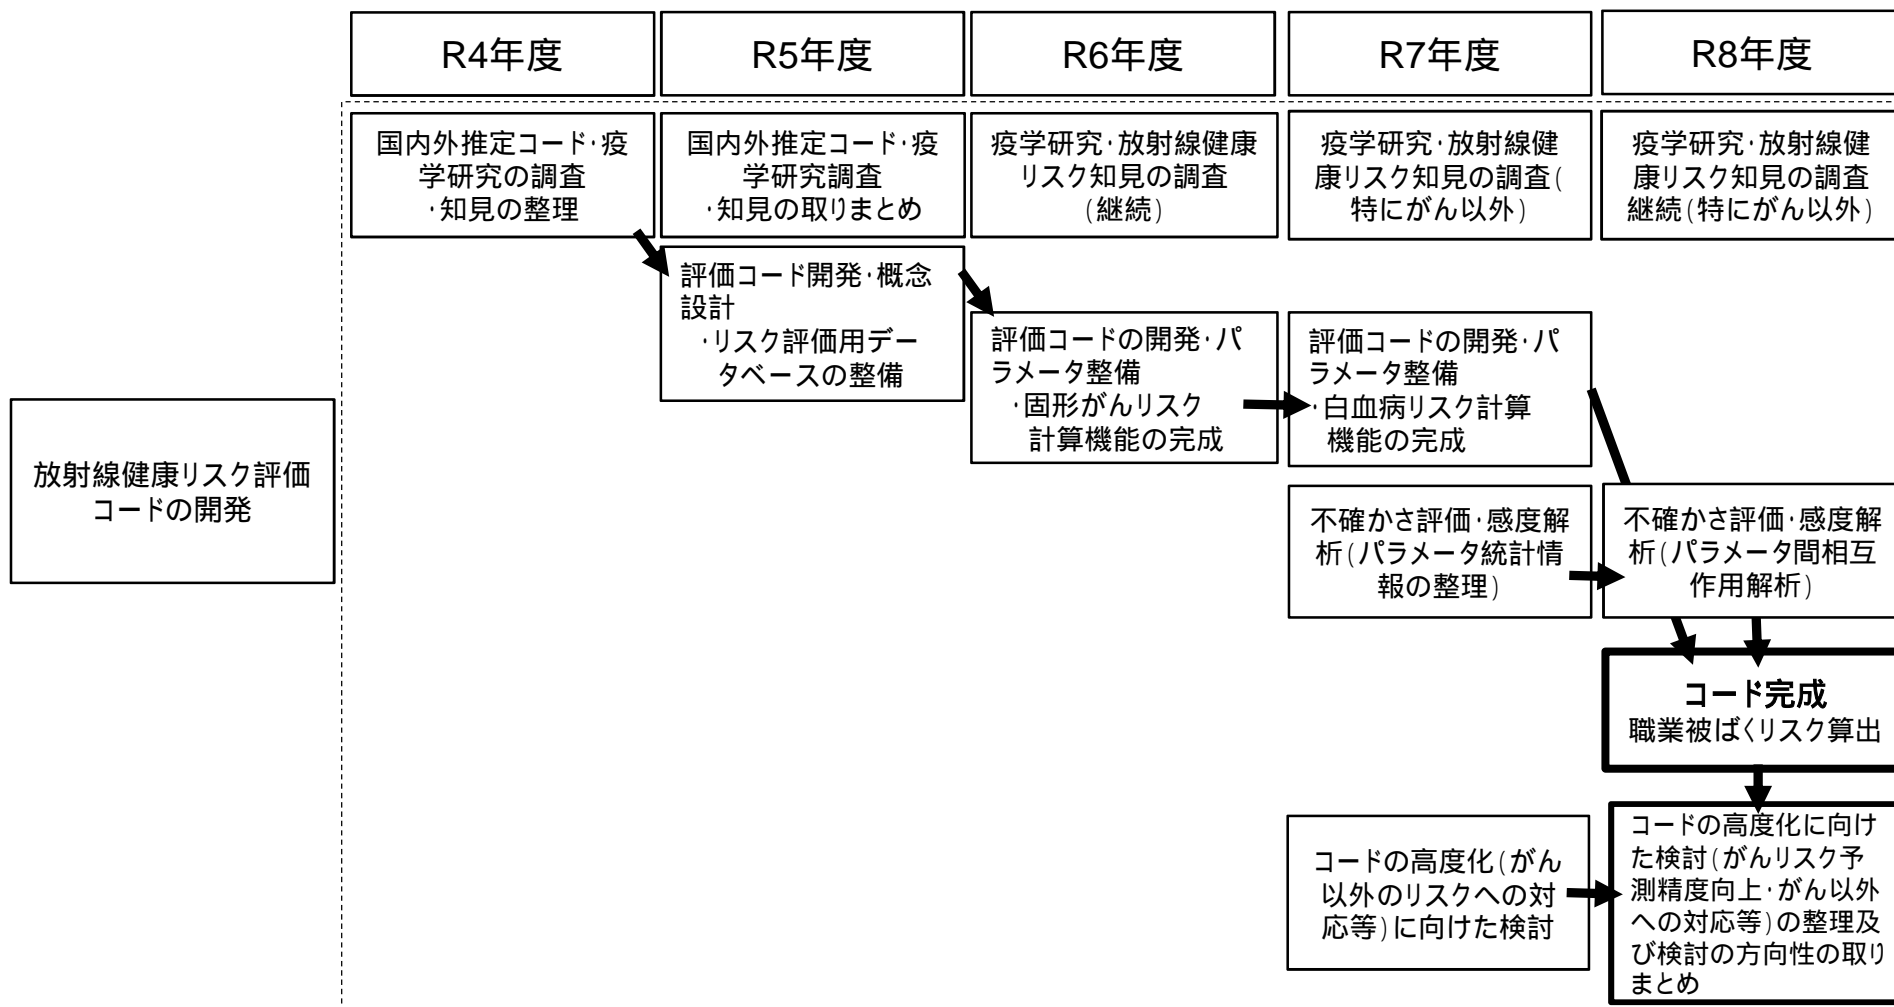 R4年度
R5年度
R6年度
R7年度
R8年度
国内外推定コード・疫
学研究の調査
・知見の整理
国内外推定コード・疫
学研究調査
・知見の取りまとめ
疫学研究・放射線健康
リスク知見の調査
(継続)
疫学研究・放射線健
康リスク知見の調査(
特にがん以外)
疫学研究・放射線健
康リスク知見の調査
継続(特にがん以外)
評価コード開発・概念
設計
・リスク評価用デー
タベースの整備
評価コードの開発・パ
ラメータ整備
・固形がんリスク
計算機能の完成
評価コードの開発・パ
ラメータ整備
・白血病リスク計算
機能の完成
放射線健康リスク評価
コードの開発
不確かさ評価・感度解
析(パラメータ統計情
報の整理)
不確かさ評価・感度解
析(パラメータ間相互
作用解析)
コード完成
職業被ばくリスク算出
コードの高度化(がん
以外のリスクへの対
応等)に向けた検討
コードの高度化に向け
た検討(がんリスク予
測精度向上・がん以外
への対応等)の整理及
び検討の方向性の取り
まとめ